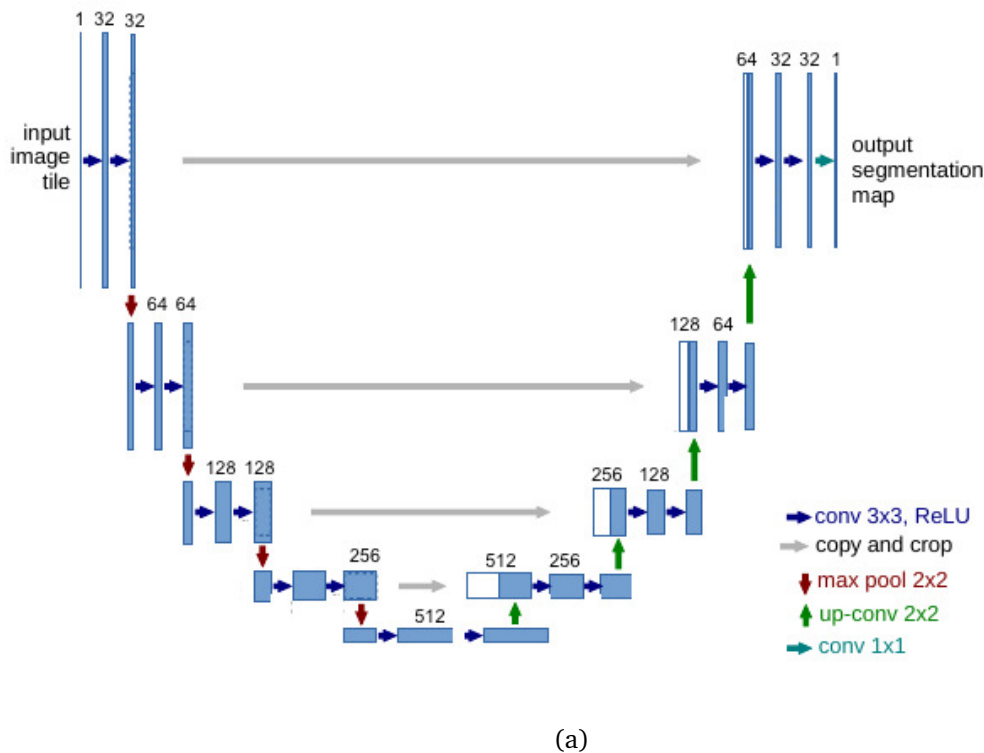 1 32 32
input
image
tile
64 32 32 1
output
segmentation
map
64 64
128 64
128 128
256 128
256
512 256
512
conv 3x3, ReLU
copy and crop
max pool 2x2
up-conv 2x2
conv 1x1
(a)